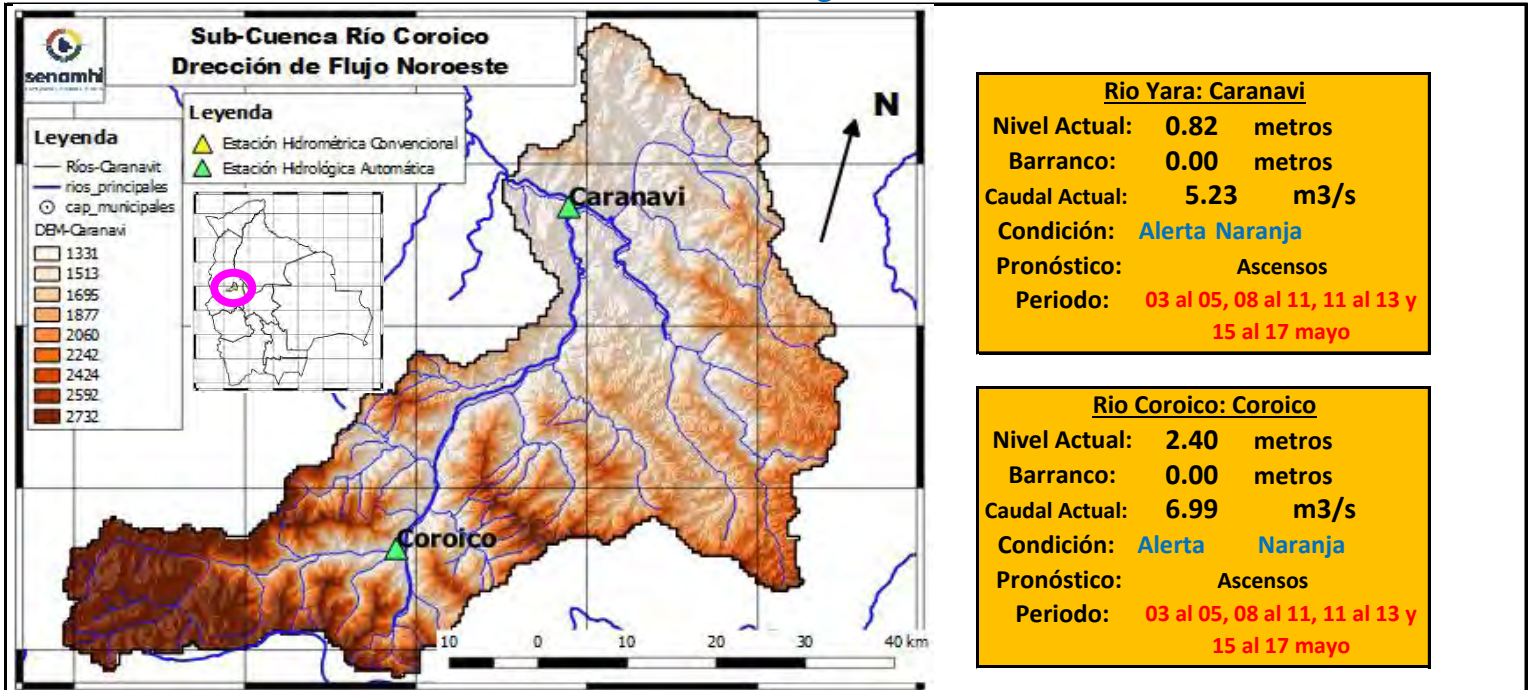 senamhi
Sub-Cuenca Río Coroico
Drección de Flujo Noroeste
Leyenda
Estación Hidrométrica Convencional
Estación Hidrológica Automática
Leyenda
Ríos-Caranavit
rios_principales
cap_municipales
DEM-Caranavi
1331
1513
1695
1877
2060
2242
2424
2592
2732
N
Caranavi
Coroico
10 0 10 20 30 40 km
Rio Yara: Caranavi
Nivel Actual: 0.82 metros
Barranco: 0.00 metros
Caudal Actual: 5.23 m3/s
Condición: Alerta Naranja
Pronóstico: Ascensos
Periodo: 03 al 05, 08 al 11, 11 al 13 y
15 al 17 mayo
Rio Coroico: Coroico
Nivel Actual: 2.40 metros
Barranco: 0.00 metros
Caudal Actual: 6.99 m3/s
Condición: Alerta Naranja
Pronóstico: Ascensos
Periodo: 03 al 05, 08 al 11, 11 al 13 y
15 al 17 mayo